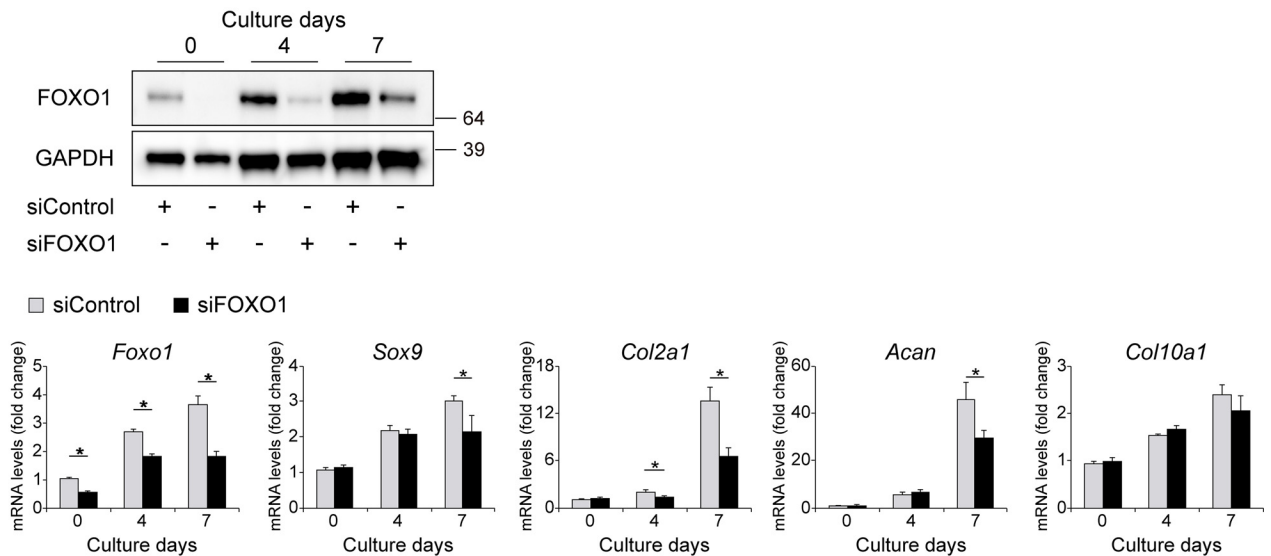 Culture days
0 4 7
FOXO1
64
GAPDH
39
siControl + - + - + -
siFOXO1 - + - + - +
siControl siFOXO1
Foxo1
mRNA levels (fold change)
5
4
3
2
1
0
* * *
0 4 7
Culture days
Sox9
mRNA levels (fold change)
4
3
2
1
0
*
0 4 7
Culture days
Col2a1
mRNA levels (fold change)
18
12
6
0
* *
0 4 7
Culture days
Acan
mRNA levels (fold change)
60
40
20
0
*
0 4 7
Culture days
Col10a1
mRNA levels (fold change)
3
2
1
0
0 4 7
Culture days